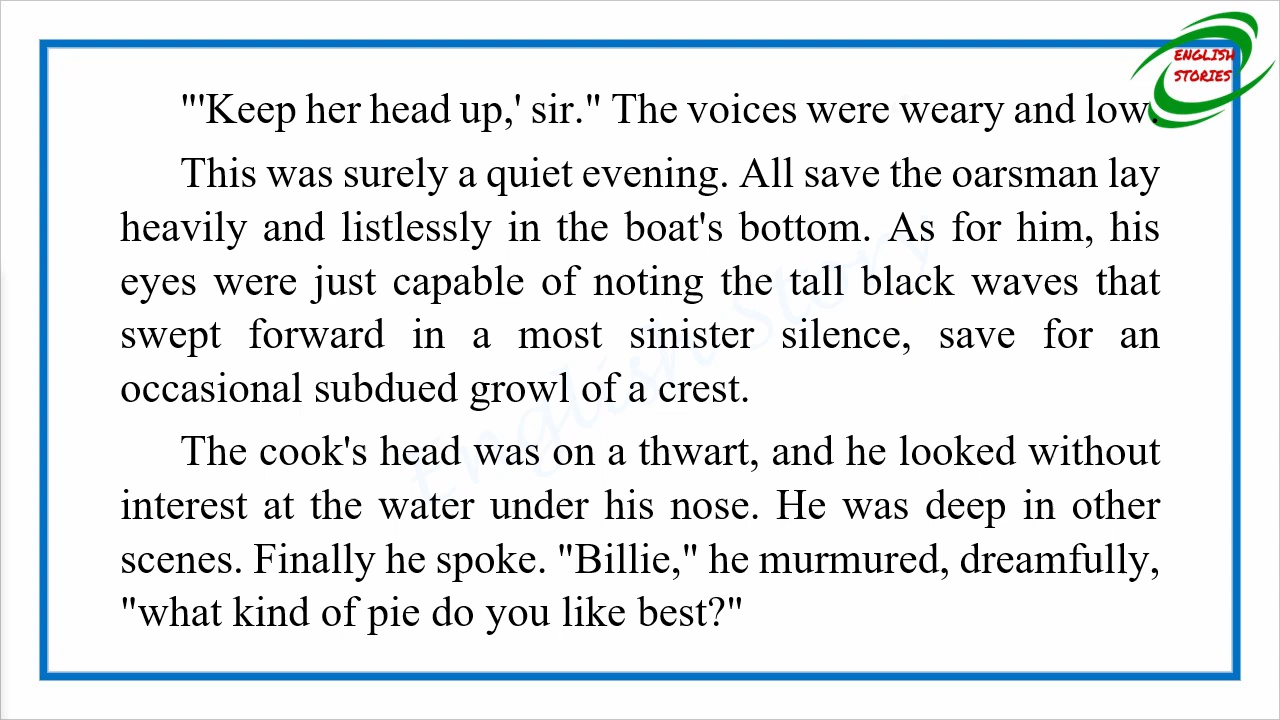 "'Keep her head up,' sir." The voices were weary and low.
ENGLISH
STORIES
This was surely a quiet evening. All save the oarsman lay
heavily and listlessly in the boat's bottom. As for him, his
eyes were just capable of noting the tall black waves that
swept forward in a most sinister silence, save for an
occasional subdued growl of a crest.
The cook's head was on a thwart, and he looked without
interest at the water under his nose. He was deep in other
scenes. Finally he spoke. "Billie," he murmured, dreamfully,
"what kind of pie do you like best?"
English Story